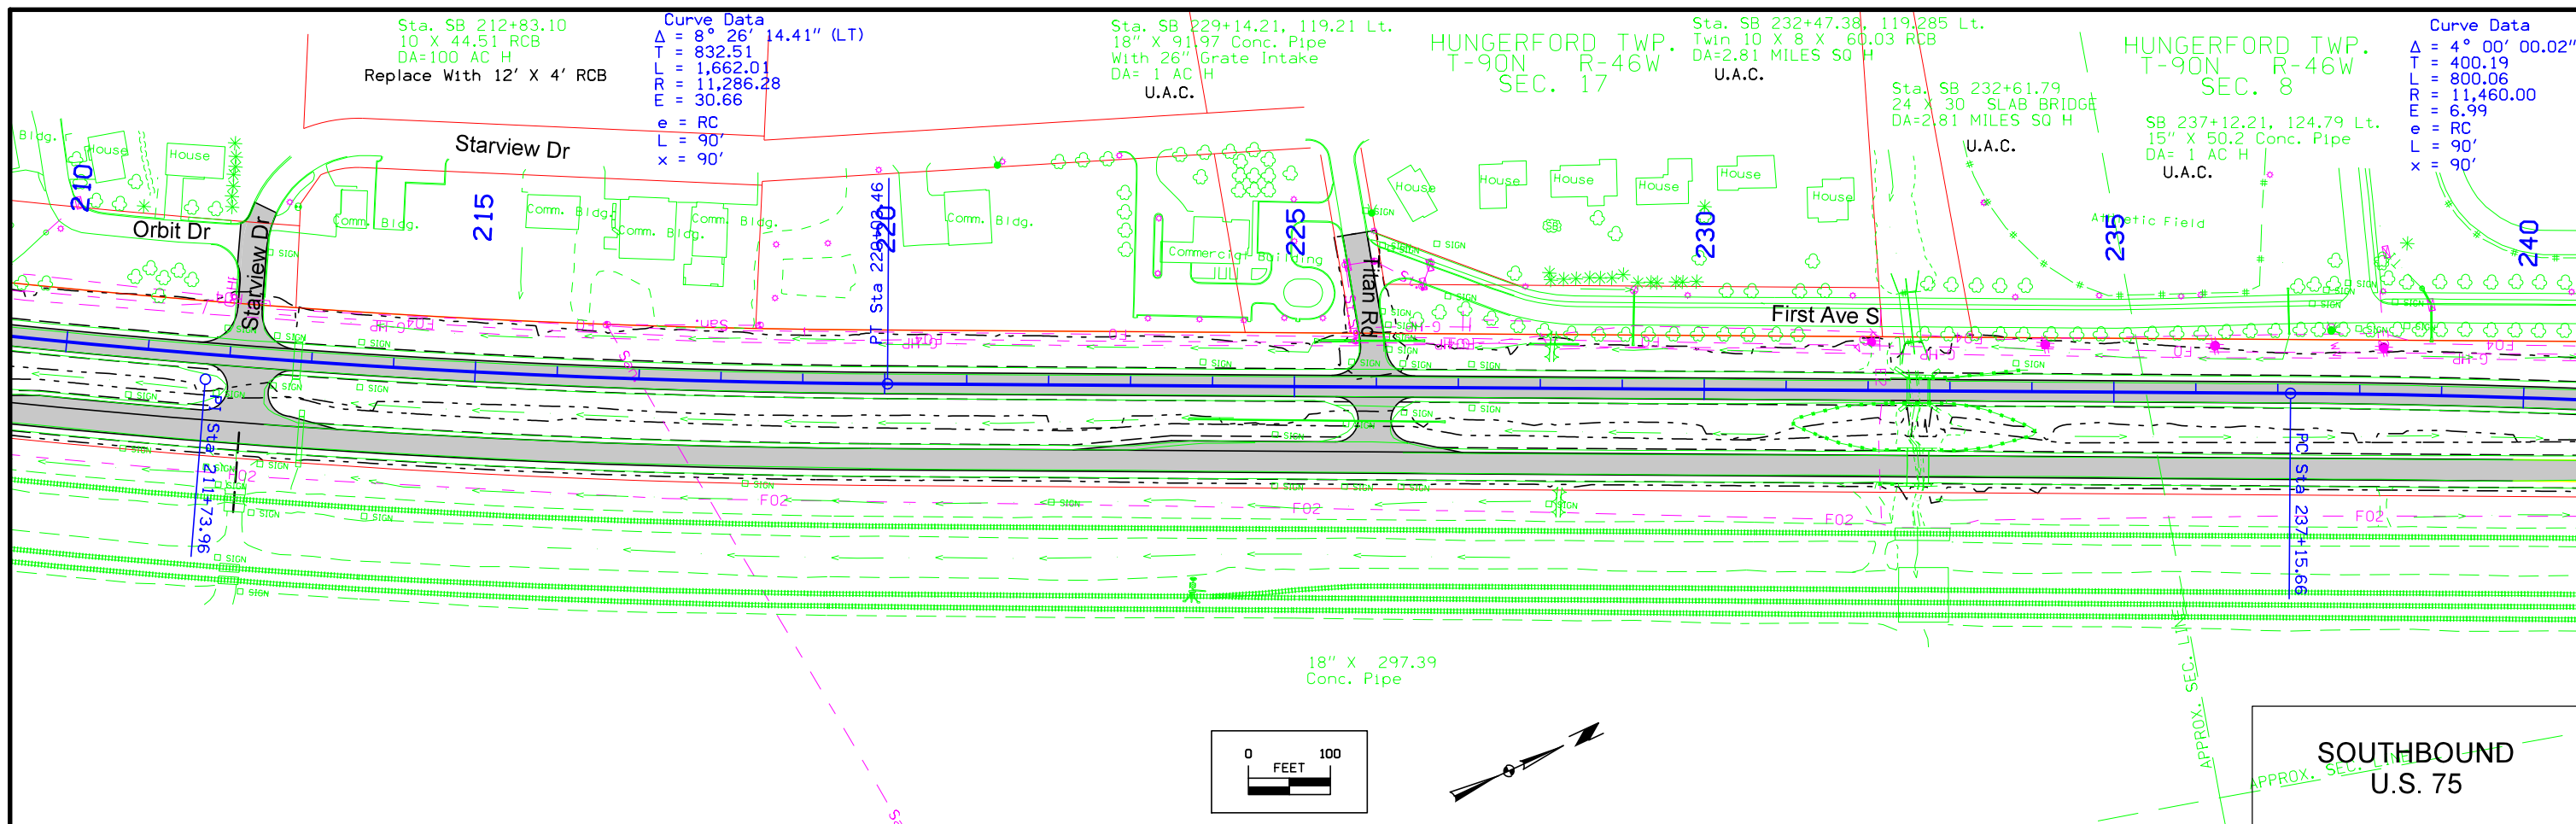 Sta. SB 212+83.10
10 X 44.51 RCB
DA=100 AC H
Replace With 12' X 4' RCB
Curve Data
Δ = 8° 26' 14.41" (LT)
T = 832.51
L = 1,662.01
R = 11,286.28
E = 30.66
e = RC
L = 90'
x = 90'
Sta. SB 229+14.21, 119.21 Lt.
18" X 91.97 Conc. Pipe
With 26" Grate Intake
DA= 1 AC H
U.A.C.
HUNGERFORD TWP.
T-90N R-46W
SEC. 17
Sta. SB 232+47.38, 119.285 Lt.
Twin 10 X 8 X 60.03 RCB
DA=2.81 MILES SQ H
U.A.C.
Sta. SB 232+61.79
24 X 30 SLAB BRIDGE
DA=2.81 MILES SQ H
U.A.C.
HUNGERFORD TWP.
T-90N R-46W
SEC. 8
SB 237+12.21, 124.79 Lt.
15" X 50.2 Conc. Pipe
DA= 1 AC H
U.A.C.
Curve Data
Δ = 4° 00' 00.02"
T = 400.19
L = 800.06
R = 11,460.00
E = 6.99
e = RC
L = 90'
x = 90'
Bldg.
House
House
Starview Dr
Orbit Dr
Starview Dr
Comm. Bldg.
Comm. Bldg.
Comm. Bldg.
Comm. Bldg.
Comm. Bldg.
Commercial Building
House
House
House
House
House
House
Athletic Field
Titan Rd
First Ave S
210
215
220
225
230
235
240
PI Sta 211+73.96
PT Sta 220+02.46
PC Sta 237+15.66
SIGN
SIGN
SIGN
SIGN
SIGN
SIGN
F02
F02
F02
F02
F02
18" X 297.39
Conc. Pipe
0 100
FEET
APPROX. SEC. LINE
APPROX. SEC. LINE
SOUTHBOUND
U.S. 75